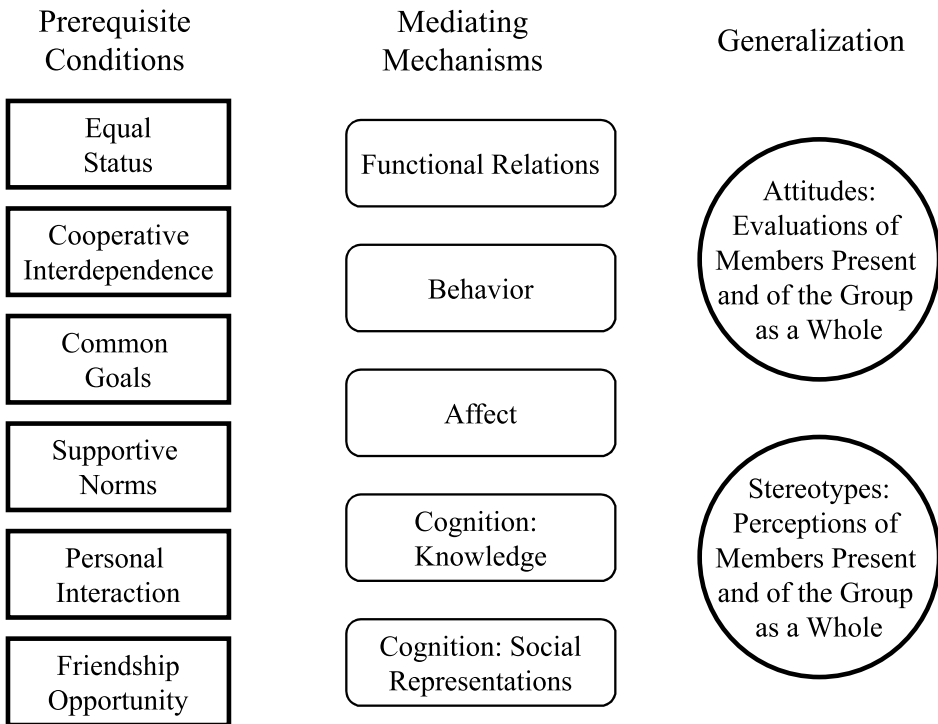 Prerequisite
Conditions
Equal
Status
Cooperative
Interdependence
Common
Goals
Supportive
Norms
Personal
Interaction
Friendship
Opportunity
Mediating
Mechanisms
Functional Relations
Behavior
Affect
Cognition:
Knowledge
Cognition: Social
Representations
Generalization
Attitudes:
Evaluations of
Members Present
and of the Group
as a Whole
Stereotypes:
Perceptions of
Members Present
and of the Group
as a Whole